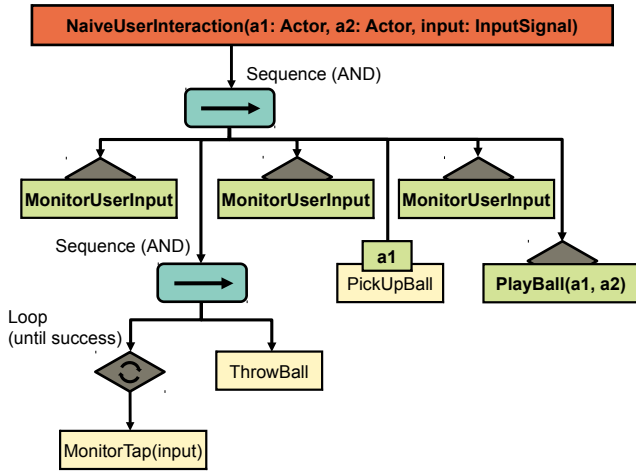 NaiveUserInteraction(a1: Actor, a2: Actor, input: InputSignal)
Sequence (AND)
MonitorUserInput
MonitorUserInput
MonitorUserInput
Sequence (AND)
a1
PickUpBall
PlayBall(a1, a2)
Loop
(until success)
ThrowBall
MonitorTap(input)